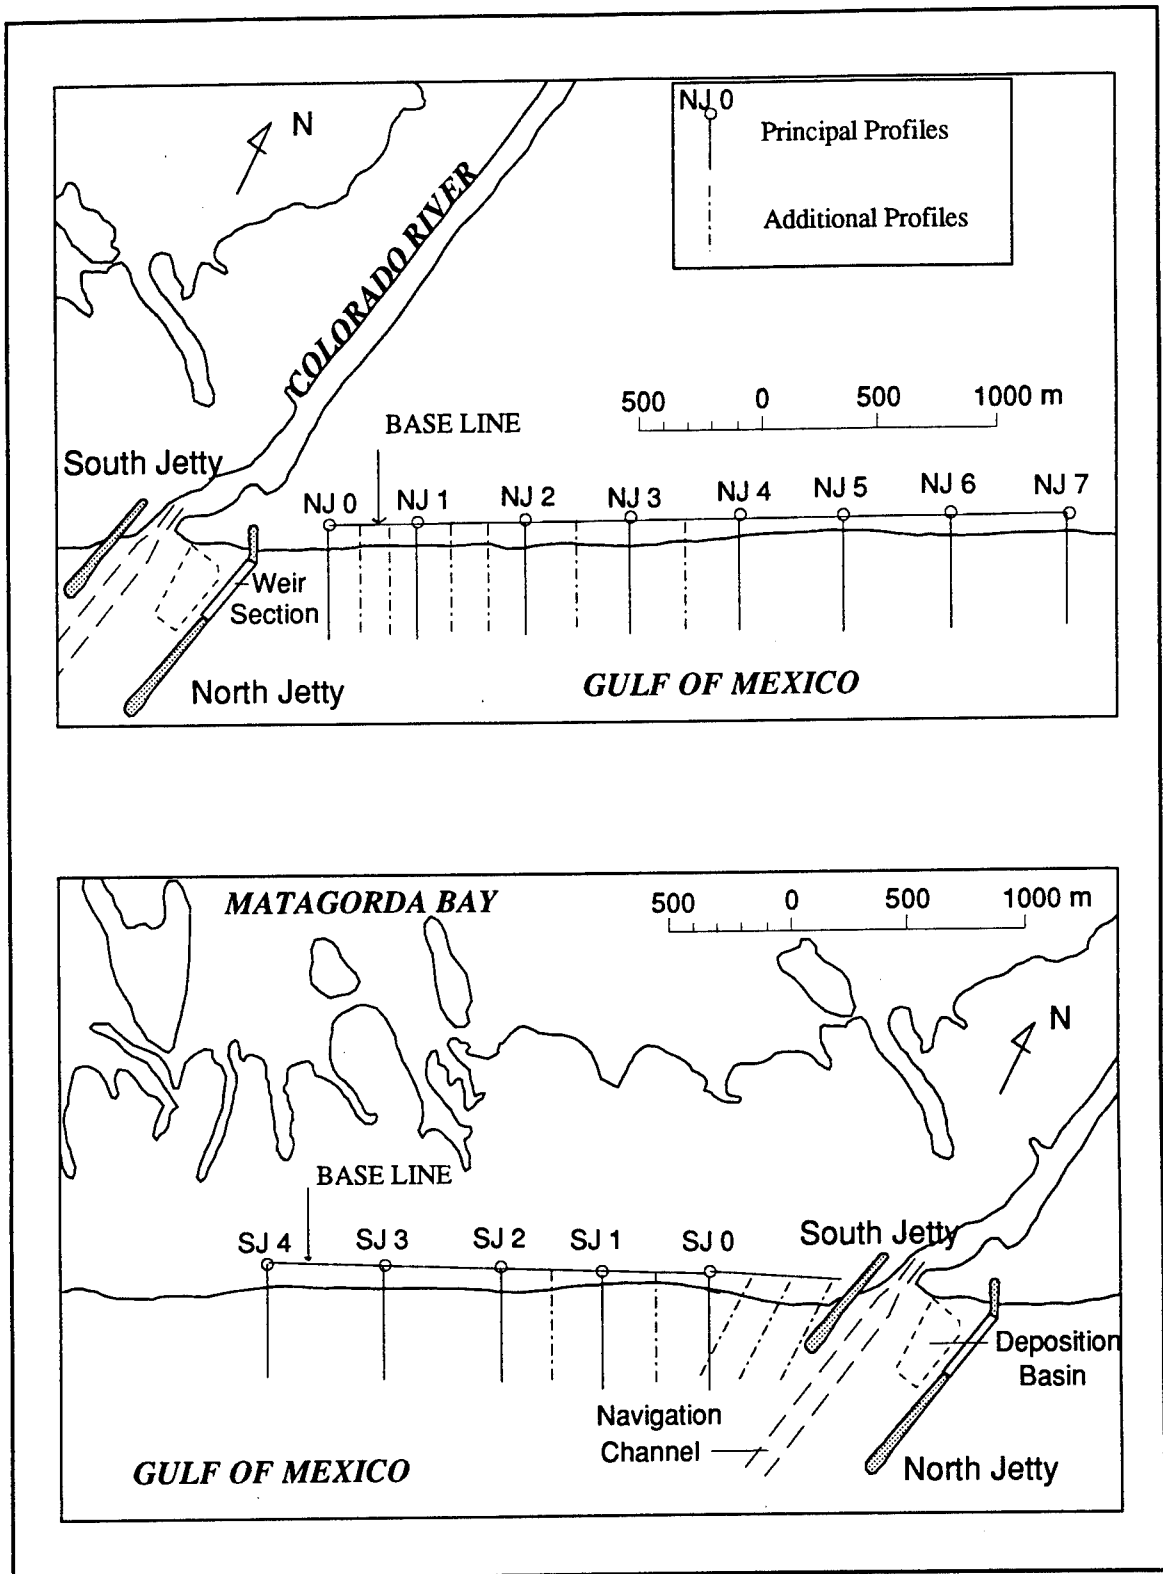 NJ 0
Principal Profiles
Additional Profiles
N
COLORADO RIVER
500 0 500 1000 m
BASE LINE
South Jetty
NJ 0 NJ 1 NJ 2 NJ 3 NJ 4 NJ 5 NJ 6 NJ 7
Weir
Section
North Jetty
GULF OF MEXICO
MATAGORDA BAY
500 0 500 1000 m
N
BASE LINE
SJ 4 SJ 3 SJ 2 SJ 1 SJ 0
South Jetty
Deposition
Basin
Navigation
Channel
GULF OF MEXICO
North Jetty